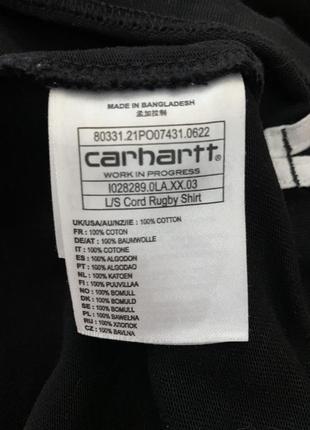 MADE IN BANGLADESH
孟加拉制
80331.21PO07431.0622
carhartt
WORK IN PROGRESS
I028289.0LA.XX.03
L/S Cord Rugby Shirt
UK/USA/AU/NZ/IE : 100% COTTON
FR : 100% COTON
DE/AT : 100% BAUMWOLLE
IT : 100% COTONE
ES : 100% ALGODON
PT : 100% ALGODAO
NL : 100% KATOEN
FI : 100% PUUVILLAA
NO : 100% BOMULL
DK : 100% BOMULD
SE : 100% BOMULL
PL : 100% BAWELNA
RU : 100% ХЛОПОК
CZ : 100% BAVLNA